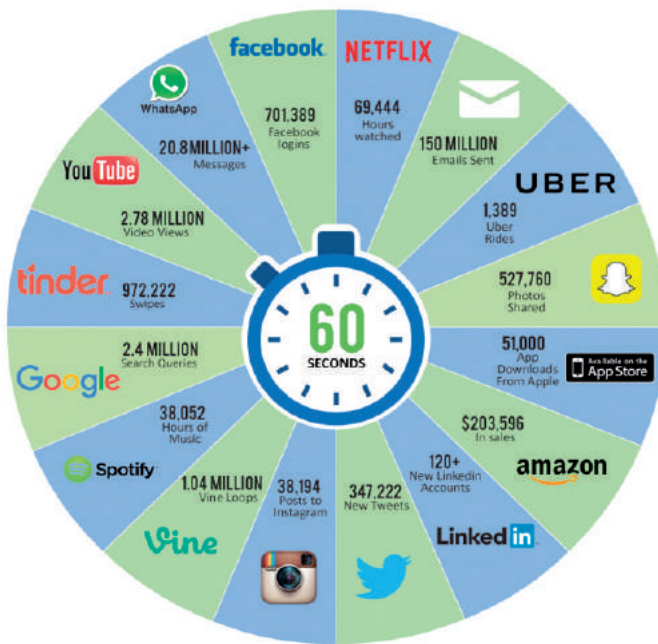 facebook
701,389
Facebook
logins
NETFLIX
69,444
Hours
watched
150 MILLION
Emails Sent
UBER
1,389
Uber
Rides
527,760
Photos
Shared
51,000
App
Downloads
From Apple
Available on the
App Store
$203,596
In sales
amazon
120+
New Linkedin
Accounts
Linked in
347,222
New Tweets
38,194
Posts to
Instagram
1.04 MILLION
Vine Loops
Vine
38,052
Hours of
Music
Spotify
2.4 MILLION
Search Queries
Google
972,222
Swipes
tinder
2.78 MILLION
Video Views
YouTube
WhatsApp
20.8 MILLION+
Messages
60
SECONDS